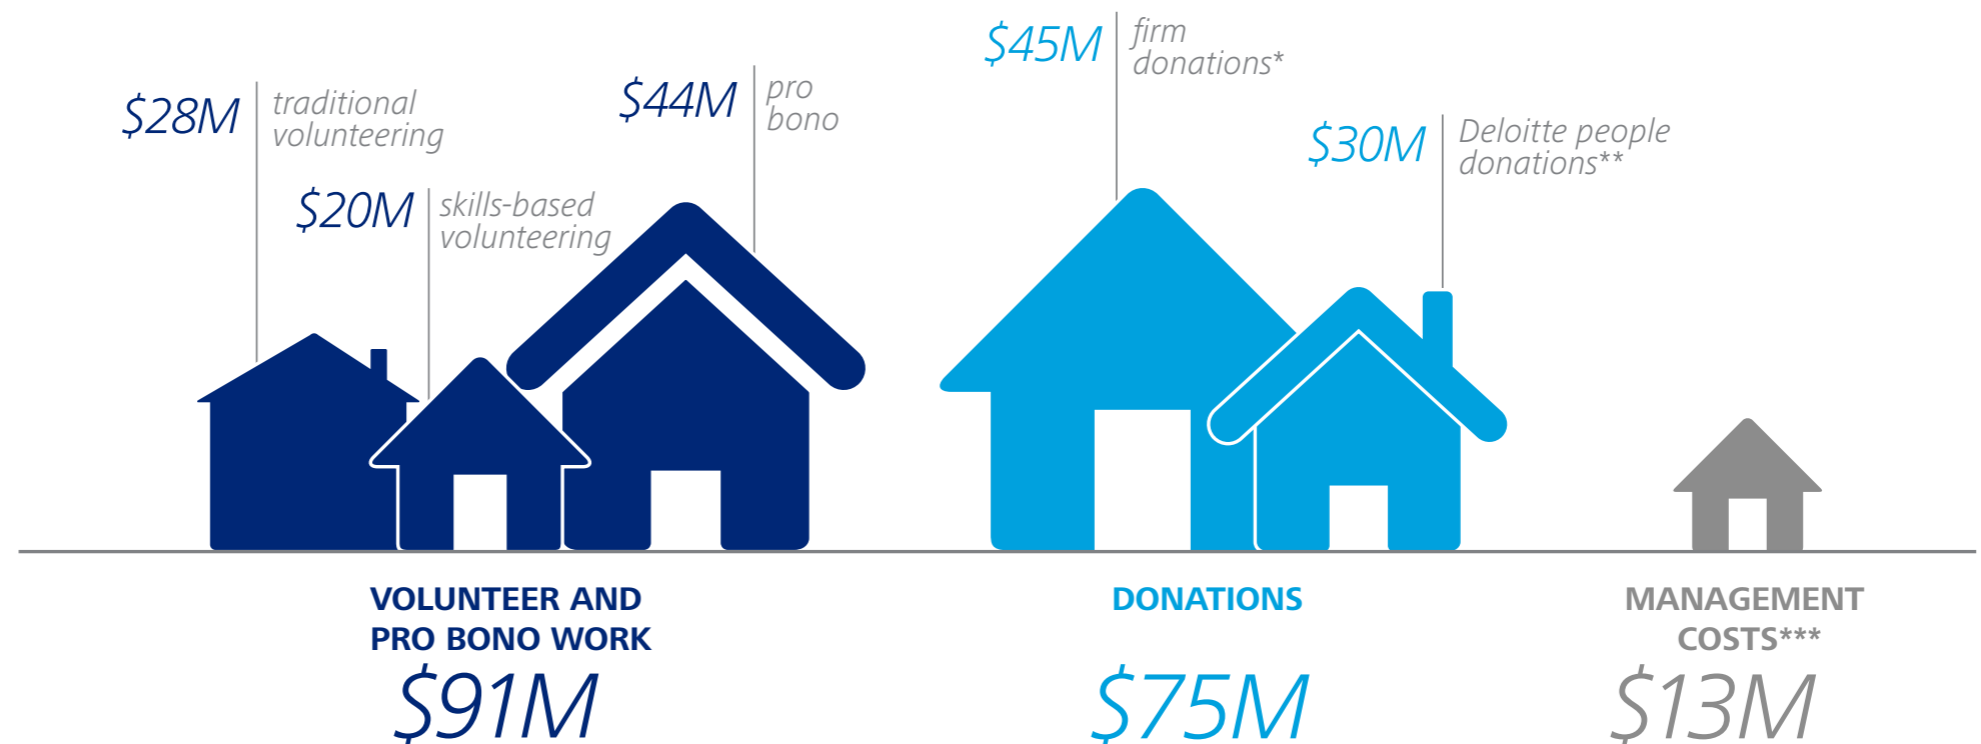 $28M
traditional
volunteering
$20M
skills-based
volunteering
$44M
pro
bono
$45M
firm
donations*
$30M
Deloitte people
donations**
VOLUNTEER AND
PRO BONO WORK
$91M
DONATIONS
$75M
MANAGEMENT
COSTS***
$13M